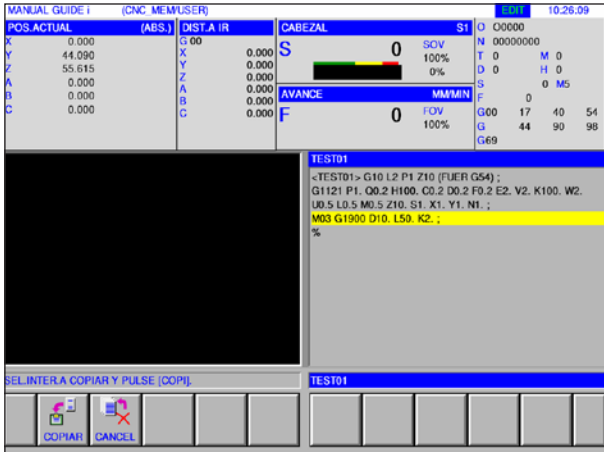 MANUAL GUIDE i (CNC_MEM/USER) EDIT 10:26:09
POS.ACTUAL (ABS.)
X 0.000
Y 44.090
Z 55.615
A 0.000
B 0.000
C 0.000
DIST.A IR
G 00
X 0.000
Y 0.000
Z 0.000
A 0.000
B 0.000
C 0.000
CABEZAL S1
S 0 SOV
100%
0%
AVANCE MM/MIN
F 0 FOV
100%
O O0000
N 00000000
T 0 M 0
D 0 H 0
S 0 M5
F 0
G00 17 40 54
G 44 90 98
G69
TEST01
<TEST01> G10 L2 P1 Z10 (FUER G54) ;
G1121 P1. Q0.2 H100. C0.2 D0.2 F0.2 E2. V2. K100. W2.
U0.5 L0.5 M0.5 Z10. S1. X1. Y1. N1. ;
M03 G1900 D10. L50. K2. ;
%
SEL.INTER.A COPIAR Y PULSE [COPI].
TEST01
COPIAR CANCEL